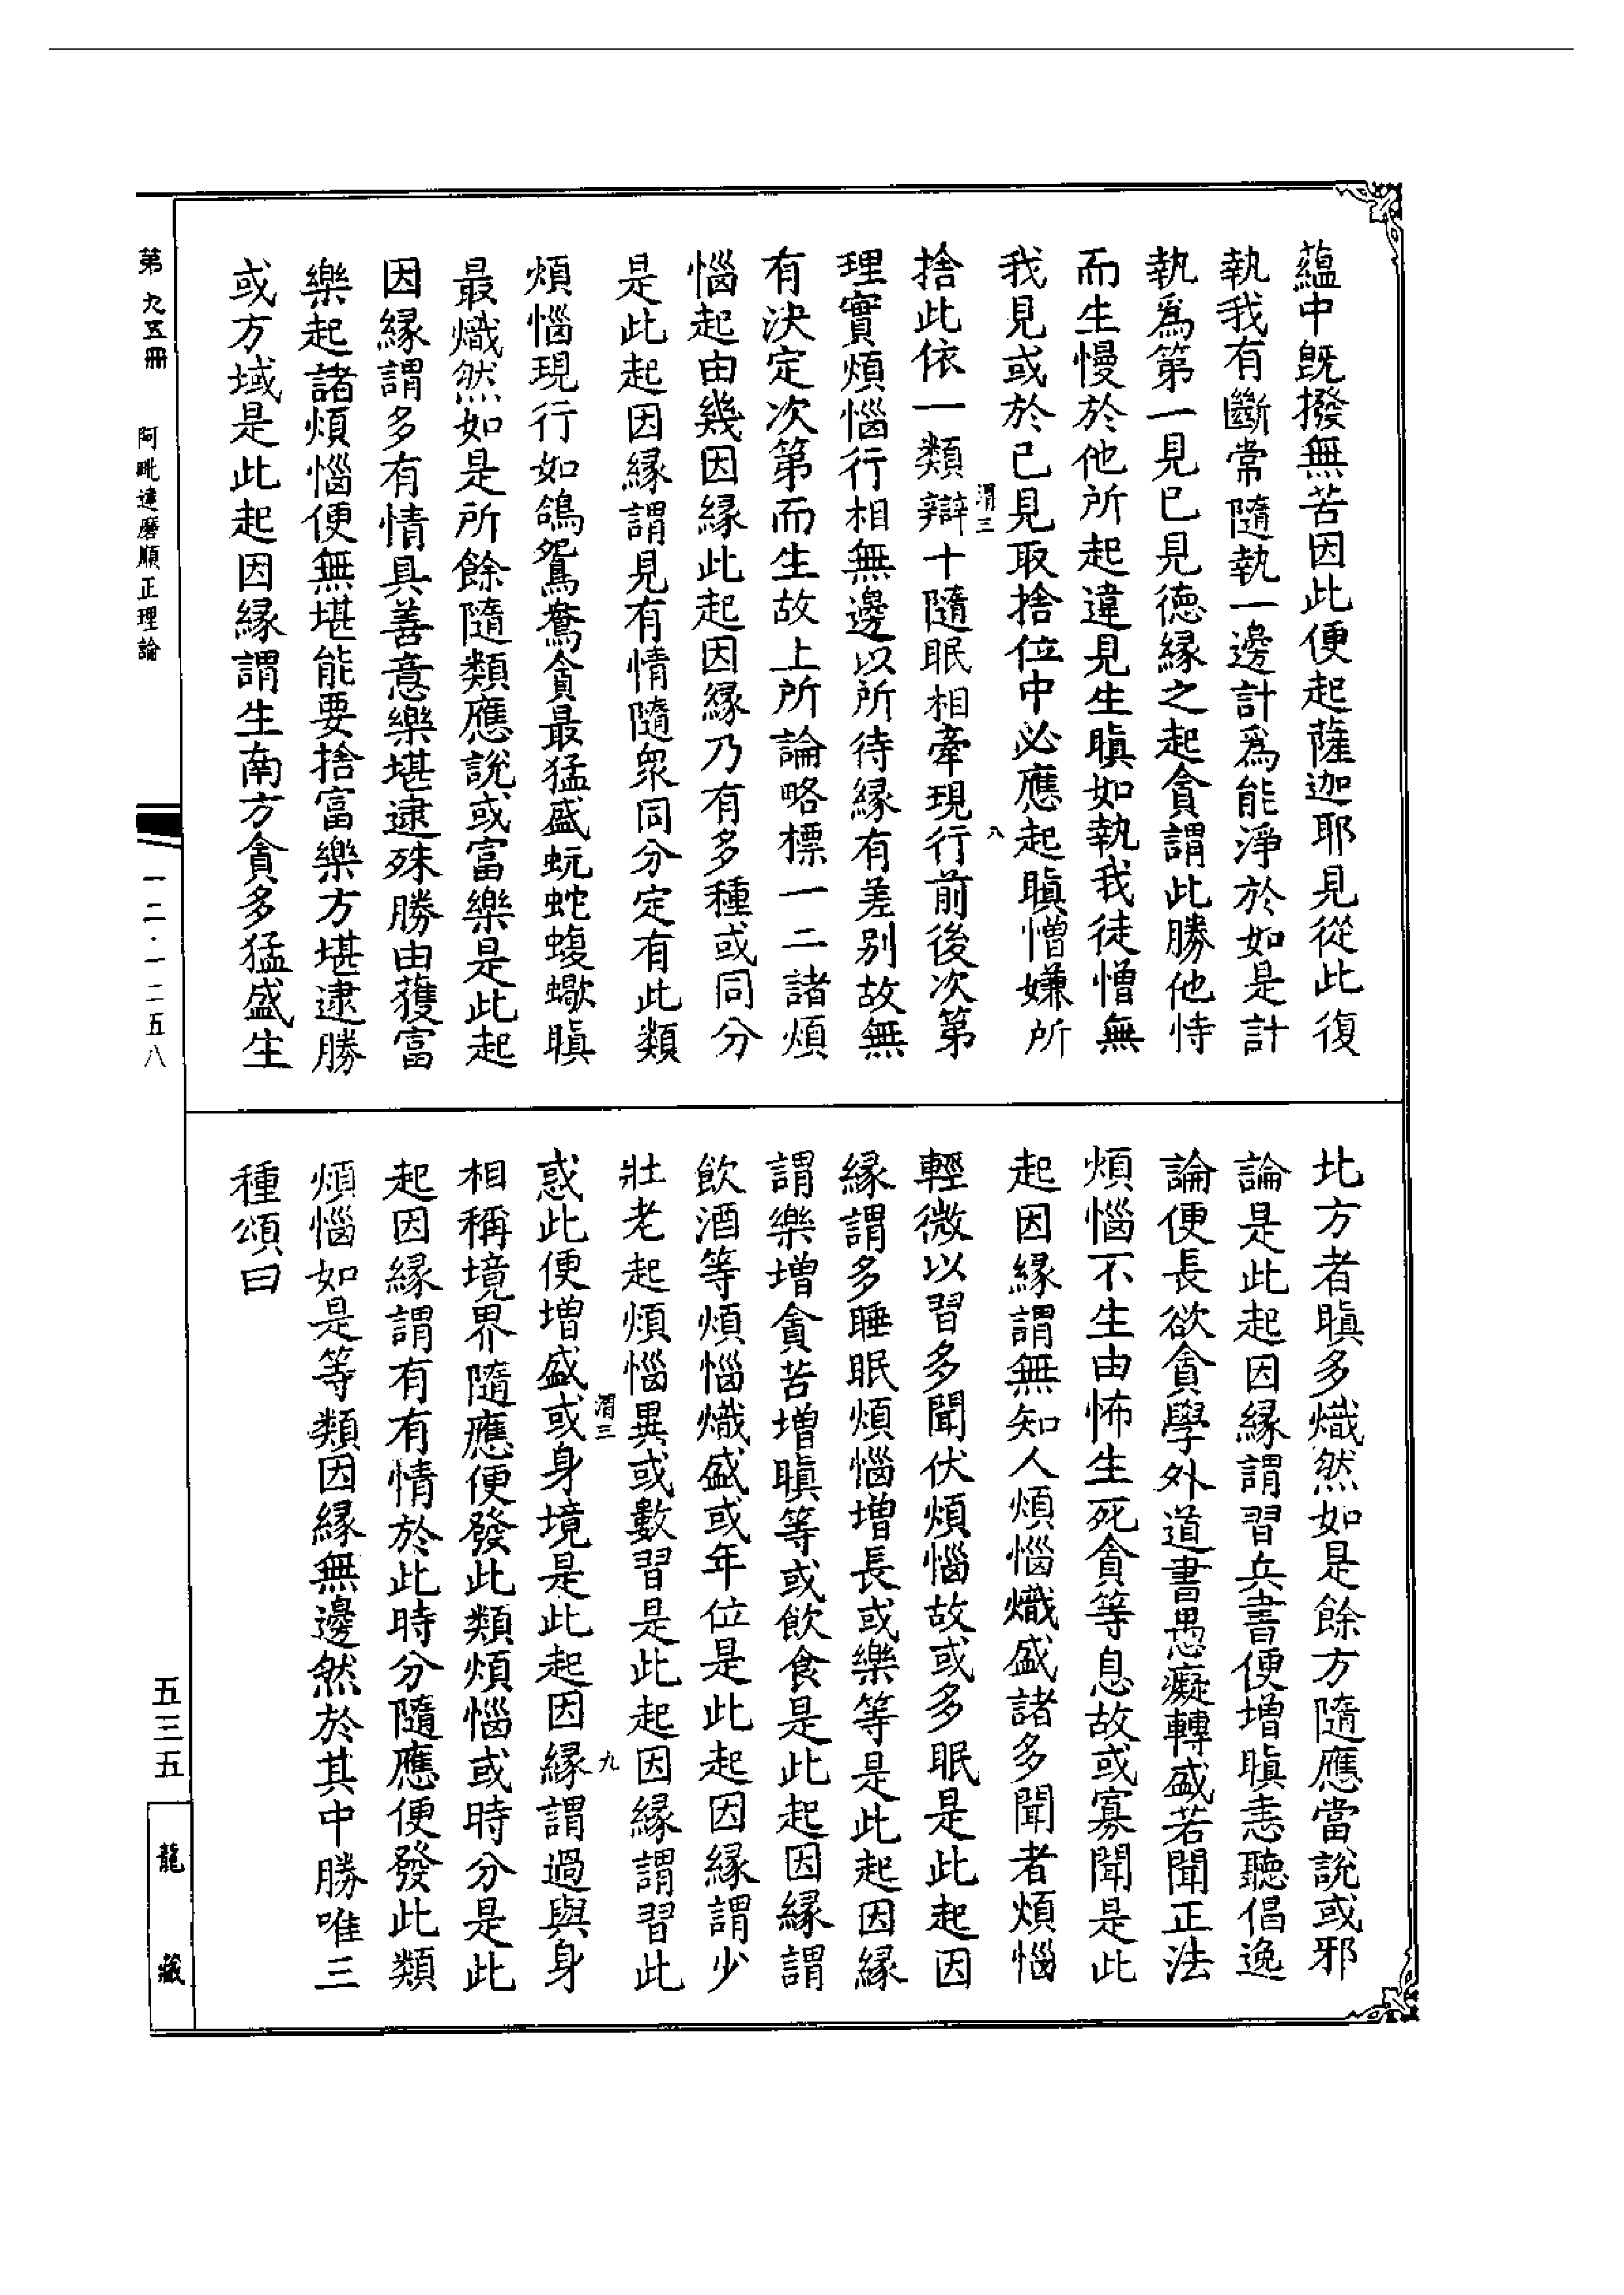 蘊中旣撥無苦因此便起薩迦耶見從此復
執我有斷常隨執一邊計爲能淨於如是計
執爲第一見已見德緣之起貪謂此勝他恃
而生慢於他所起違見生瞋如執我徒憎無
我見或於已見取捨位中必應起瞋憎嫌所
渭三
八
捨此依一類辯十隨眠相牽現行前後次第
理實煩惱行相無邊以所待緣有差别故無
有決定次第而生故上所論略標一二諸煩
惱起由幾因緣此起因緣乃有多種或同分
是此起因緣謂見有情隨衆同分定有此類
煩惱現行如鴿鴛鴦貪最猛盛蚖蛇蝮蠍瞋
最熾然如是所餘隨類應說或富樂是此起
因緣謂多有情具善意樂堪逮殊勝由獲富
樂起諸煩惱便無堪能要捨富樂方堪逮勝
或方域是此起因緣謂生南方貪多猛盛生
此方者瞋多熾然如是餘方隨應當說或邪
論是此起因緣謂習兵書便增瞋恚聽倡逸
論便長欲貪學外道書愚癡轉盛若聞正法
煩惱不生由怖生死貪等息故或寡聞是此
起因緣謂無知人煩惱熾盛諸多聞者煩惱
輕微以習多聞伏煩惱故或多眠是此起因
緣謂多睡眠煩惱增長或樂等是此起因緣
謂樂增貪苦增瞋等或飲食是此起因緣謂
飲酒等煩惱熾盛或年位是此起因緣謂少
壯老起煩惱異或數習是此起因緣謂習此
渭三
九
惑此便增盛或身境是此起因緣謂過與身
相稱境界隨應便發此類煩惱或時分是此
起因緣謂有有情於此時分隨應便發此類
煩惱如是等類因緣無邊然於其中勝唯三
種頌曰
第九五冊
阿毗達磨順正理論
一二·一二五八
五三五
龍藏